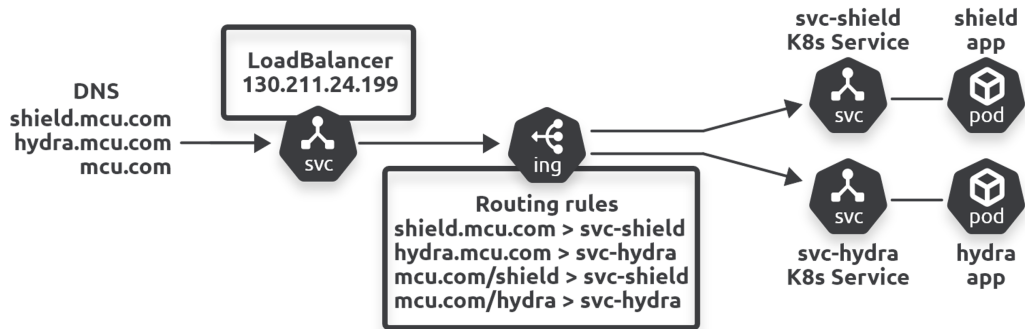 DNS
shield.mcu.com
hydra.mcu.com
mcu.com
LoadBalancer
130.211.24.199
svc
ing
Routing rules
shield.mcu.com > svc-shield
hydra.mcu.com > svc-hydra
mcu.com/shield > svc-shield
mcu.com/hydra > svc-hydra
svc-shield
K8s Service
svc
shield
app
pod
svc
svc-hydra
K8s Service
pod
hydra
app